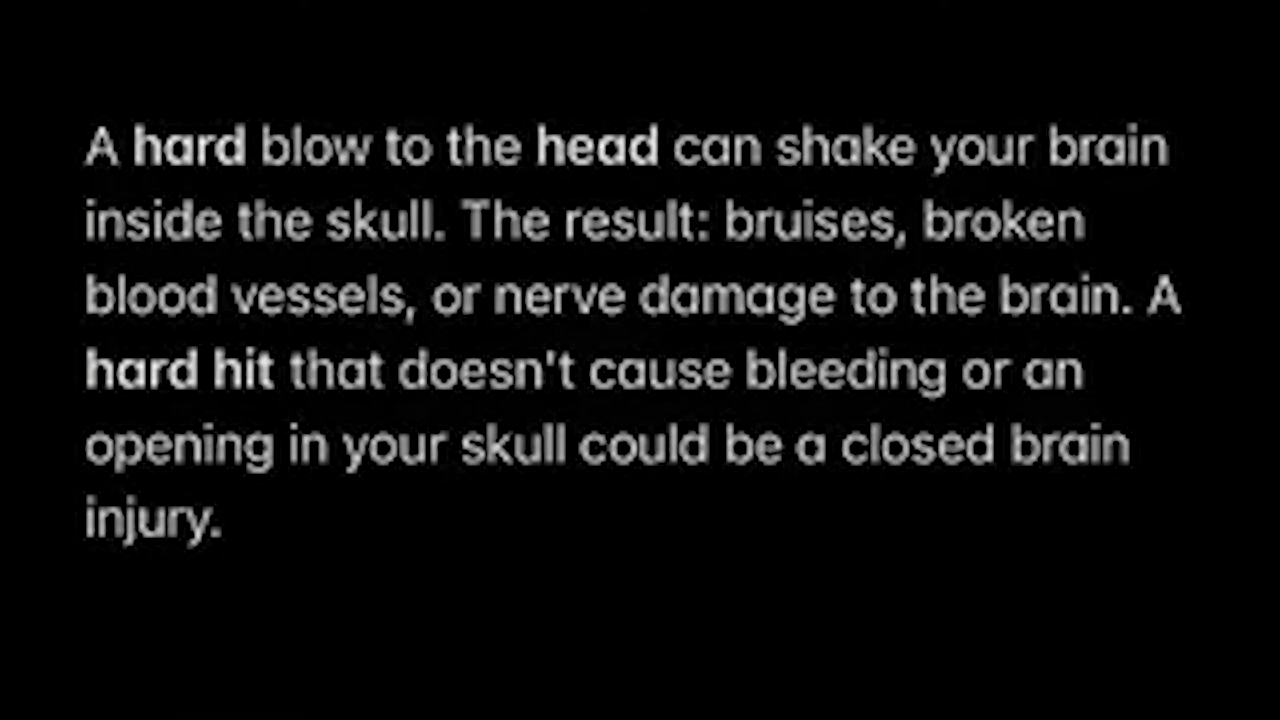 A hard blow to the head can shake your brain
inside the skull. The result: bruises, broken
blood vessels, or nerve damage to the brain. A
hard hit that doesn't cause bleeding or an
opening in your skull could be a closed brain
injury.